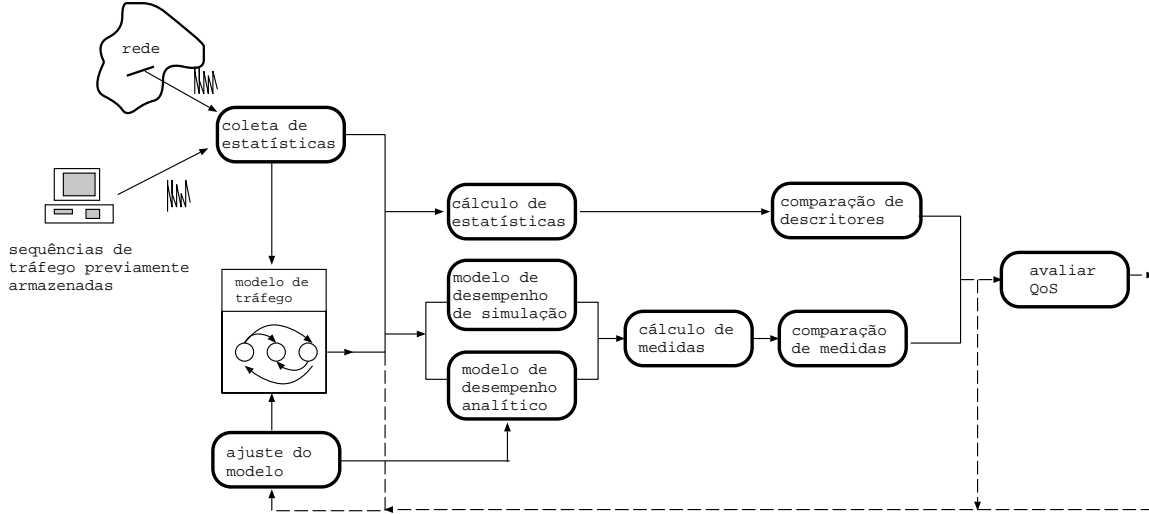 rede
coleta de
estatísticas
sequências de
tráfego previamente
armazenadas
modelo de
tráfego
ajuste do
modelo
cálculo de
estatísticas
modelo de
desempenho
de simulação
modelo de
desempenho
analítico
cálculo de
medidas
comparação de
descritores
comparação
de medidas
avaliar
QoS